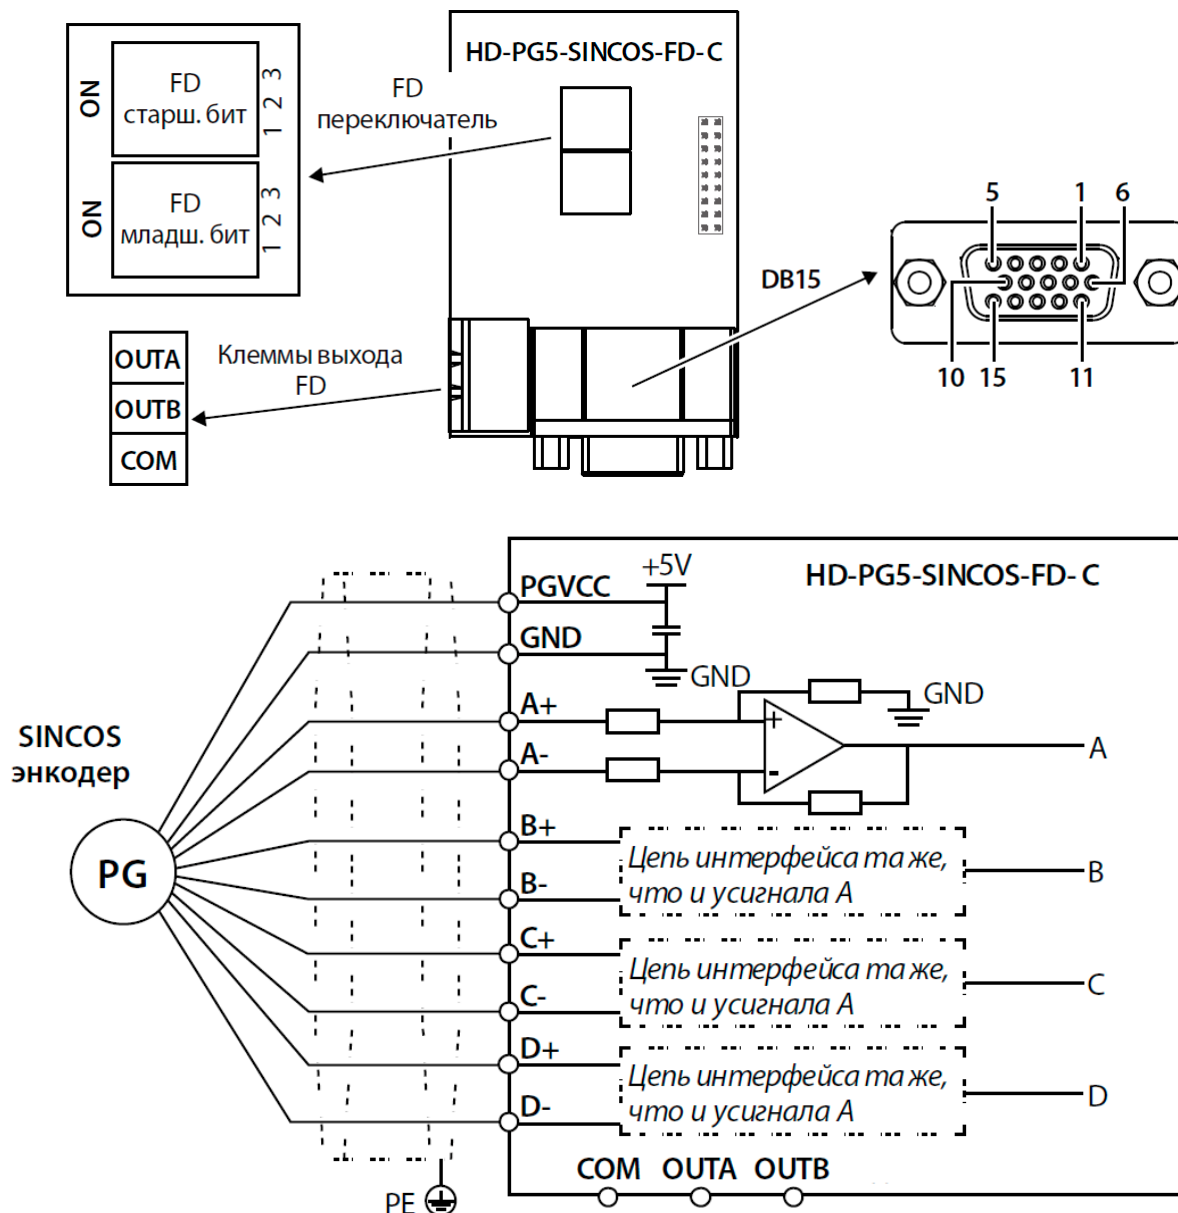 HD-PG5-SINCOS-FD-C
ON
FD
старш. бит
1 2 3
FD
переключатель
ON
FD
младш. бит
1 2 3
5 1 6
DB15
10 15 11
OUTA
OUTB
COM
Клеммы выхода
FD
HD-PG5-SINCOS-FD-C
+5V
PGVCC
GND
GND
GND
A+
A-
A
SINCOS
энкодер
PG
B+
B-
Цепь интерфейса та же,
что и усигнала А
B
C+
C-
Цепь интерфейса та же,
что и усигнала А
C
D+
D-
Цепь интерфейса та же,
что и усигнала А
D
+
-
COM OUTA OUTB
PE